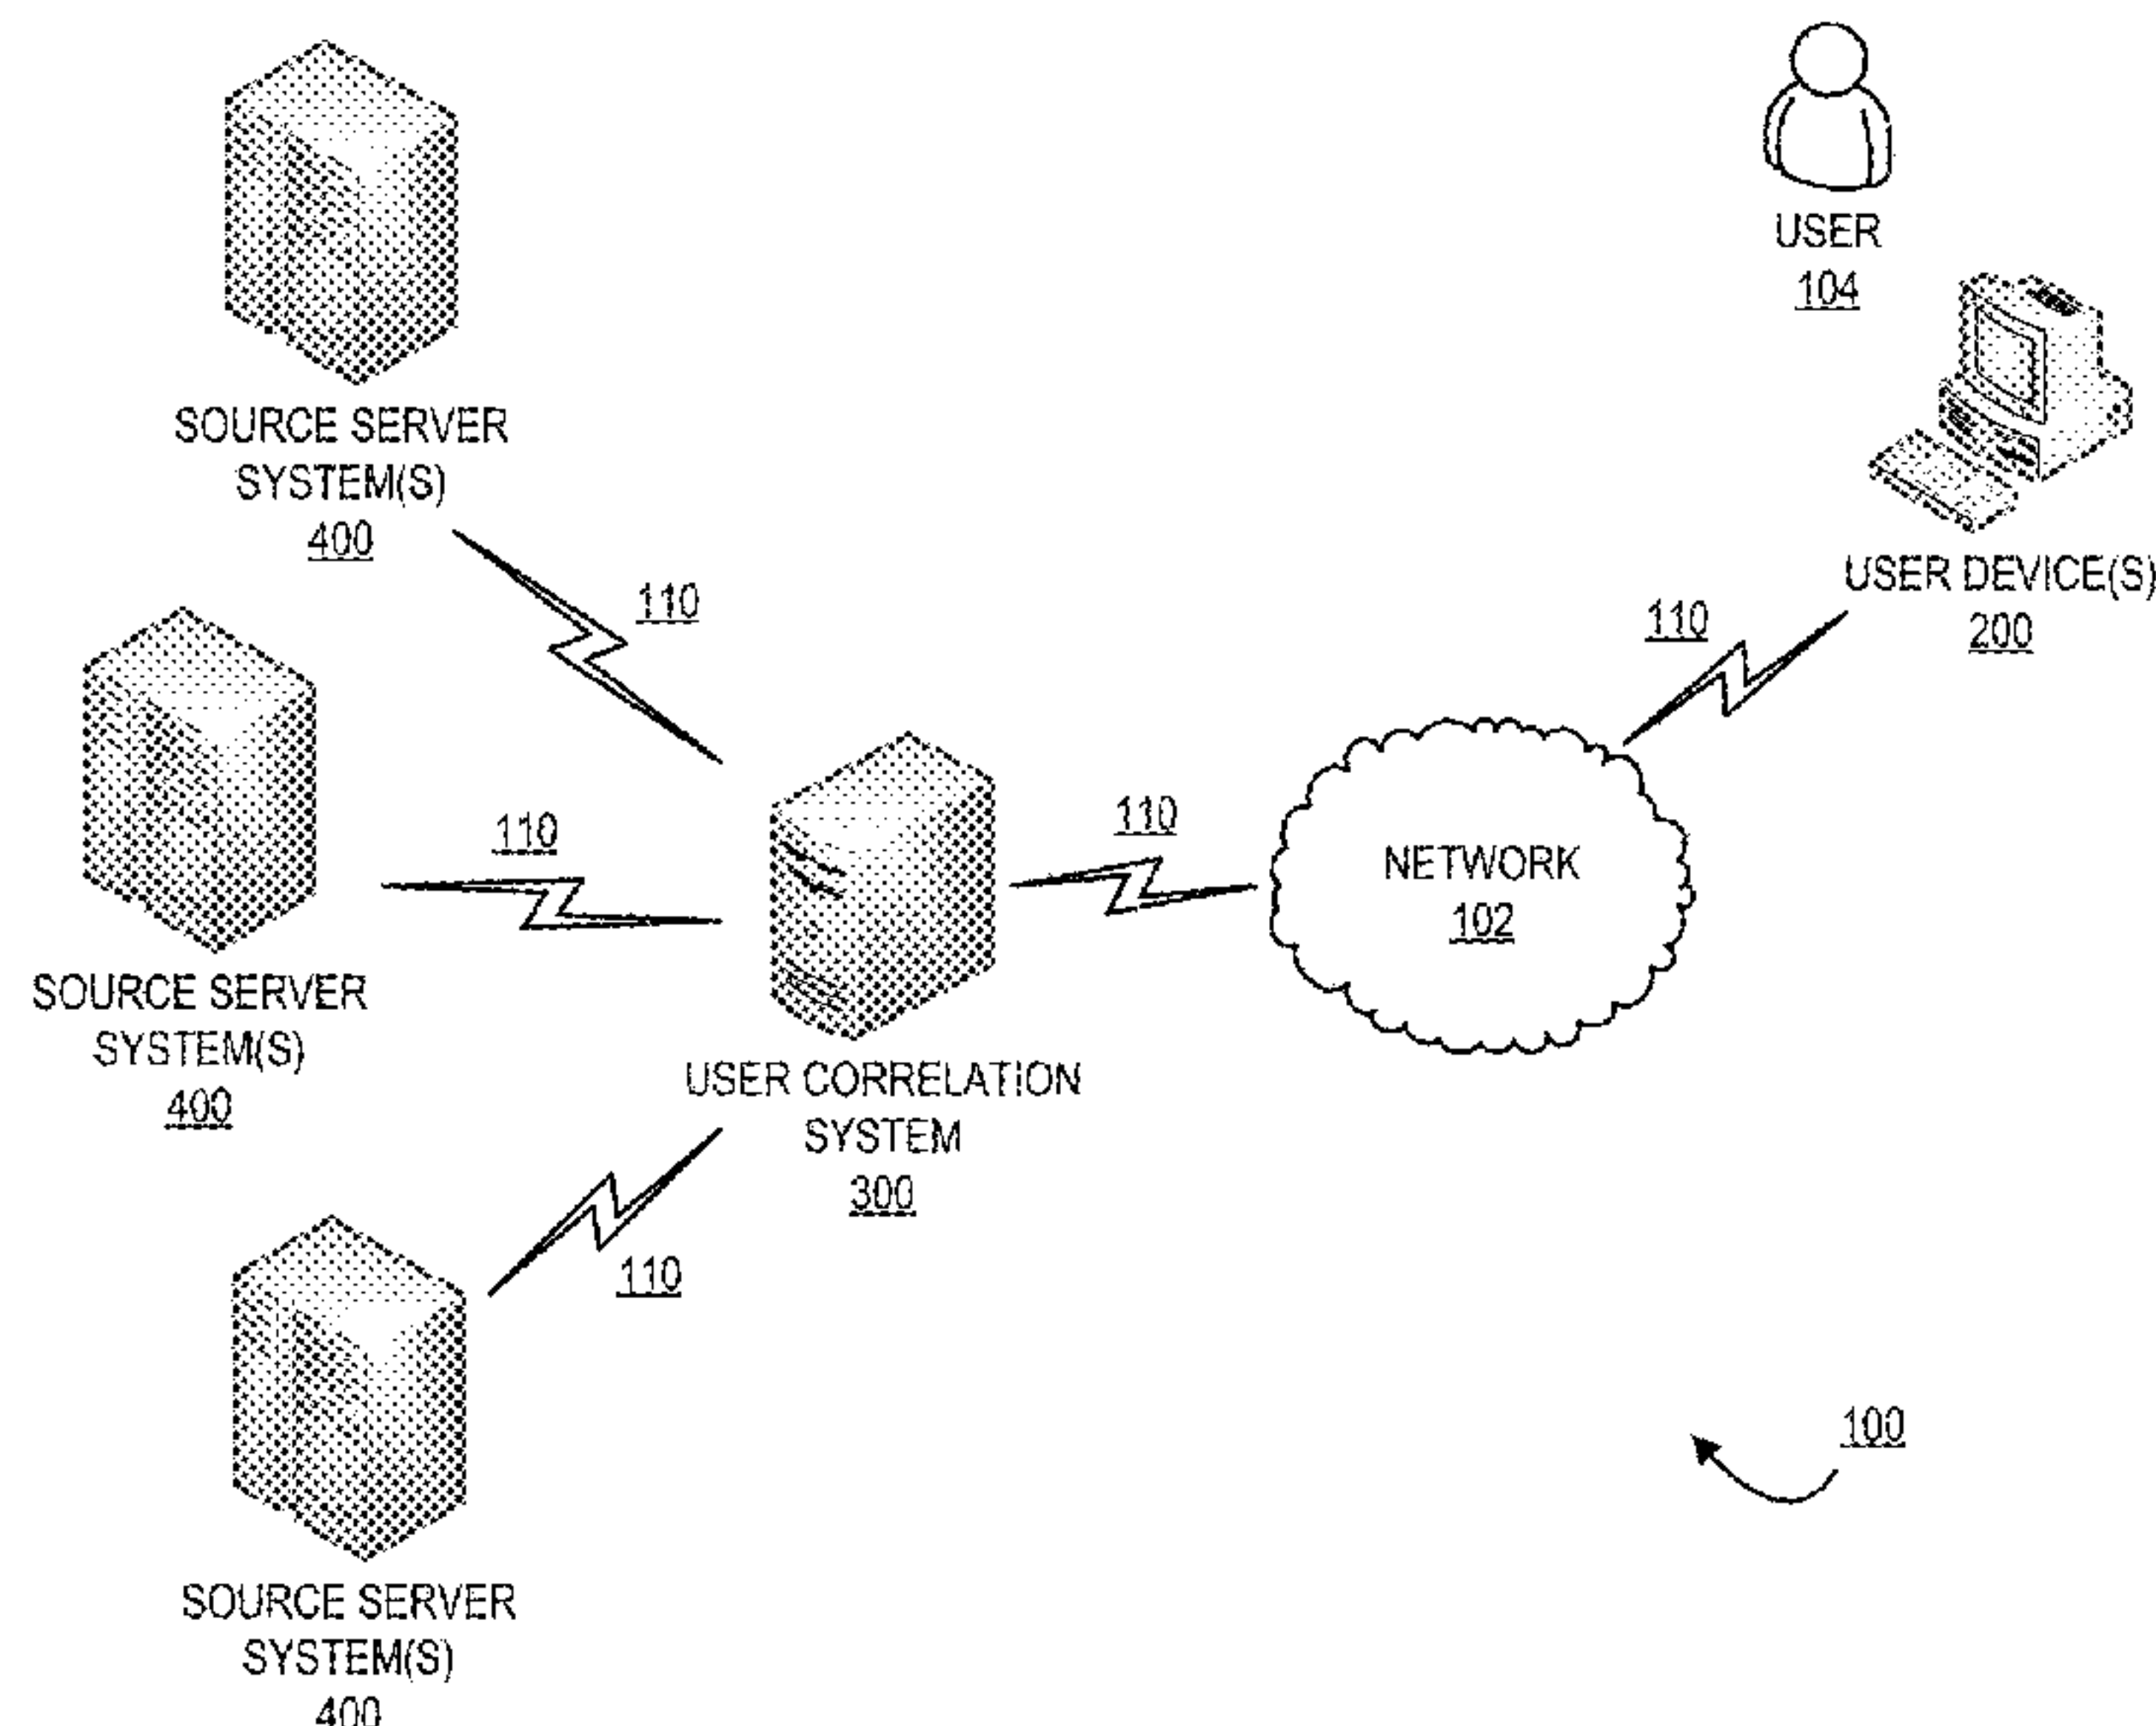 USER
104
SOURCE SERVER
SYSTEM(S)
400
110
USER DEVICE(S)
200
110
110
110
NETWORK
102
SOURCE SERVER
SYSTEM(S)
400
USER CORRELATION
SYSTEM
300
110
100
SOURCE SERVER
SYSTEM(S)
400